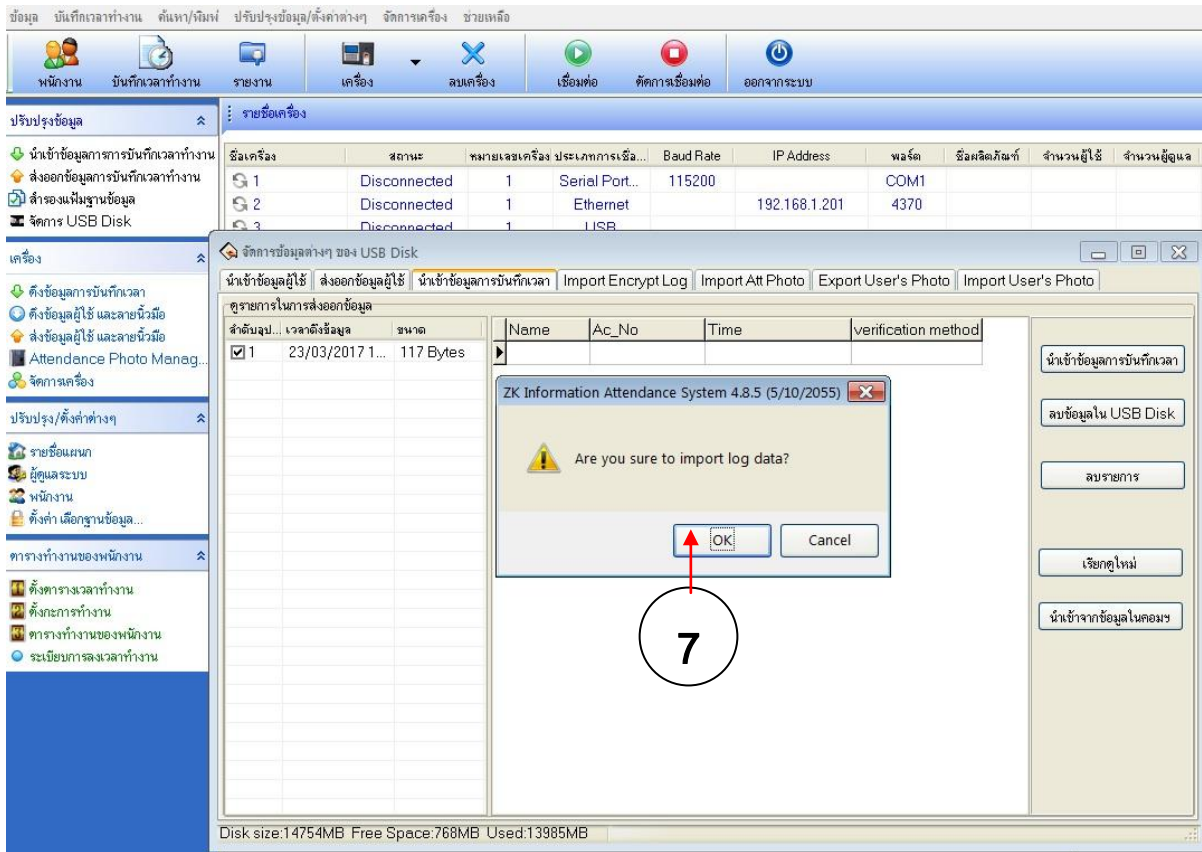 ข้อมูล บันทึกเวลาทำงาน ค้นหา/พิมพ์ ปรับปรุงข้อมูล/ตั้งค่าต่างๆ จัดการเครื่อง ช่วยเหลือ
พนักงาน บันทึกเวลาทำงาน รายงาน เครื่อง ลบเครื่อง เชื่อมต่อ ตัดการเชื่อมต่อ ออกจากระบบ
ปรับปรุงข้อมูล
นำเข้าข้อมูลการการบันทึกเวลาทำงาน
ส่งออกข้อมูลการบันทึกเวลาทำงาน
สำรองแฟ้มฐานข้อมูล
จัดการ USB Disk
เครื่อง
ดึงข้อมูลการบันทึกเวลา
ดึงข้อมูลผู้ใช้ และลายนิ้วมือ
ส่งข้อมูลผู้ใช้ และลายนิ้วมือ
Attendance Photo Manag...
จัดการเครื่อง
ปรับปรุง/ตั้งค่าต่างๆ
รายชื่อแผนก
ผู้ดูแลระบบ
พนักงาน
ตั้งค่า เลือกฐานข้อมูล...
ตารางทำงานของพนักงาน
ตั้งตารางเวลาทำงาน
ตั้งกะการทำงาน
ตารางทำงานของพนักงาน
ระเบียบการลงเวลาทำงาน
รายชื่อเครื่อง
ชื่อเครื่อง สถานะ หมายเลขเครื่อง ประเภทการเชื่อ... Baud Rate IP Address พอร์ต ชื่อผลิตภัณฑ์ จำนวนผู้ใช้ จำนวนผู้ดูแล
1 Disconnected 1 Serial Port... 115200 COM1
2 Disconnected 1 Ethernet 192.168.1.201 4370
3 Disconnected 1 USB
จัดการข้อมูลต่างๆ ของ USB Disk
นำเข้าข้อมูลผู้ใช้ ส่งออกข้อมูลผู้ใช้ นำเข้าข้อมูลการบันทึกเวลา Import Encrypt Log Import Att Photo Export User's Photo Import User's Photo
ดูรายการในการส่งออกข้อมูล
ลำดับอุป... เวลาดึงข้อมูล ขนาด
1 23/03/2017 1... 117 Bytes
Name Ac_No Time verification method
ZK Information Attendance System 4.8.5 (5/10/2055)
Are you sure to import log data?
OK Cancel
7
นำเข้าข้อมูลการบันทึกเวลา
ลบข้อมูลใน USB Disk
ลบรายการ
เรียกดูใหม่
นำเข้าจากข้อมูลในคอมฯ
Disk size:14754MB Free Space:768MB Used:13985MB